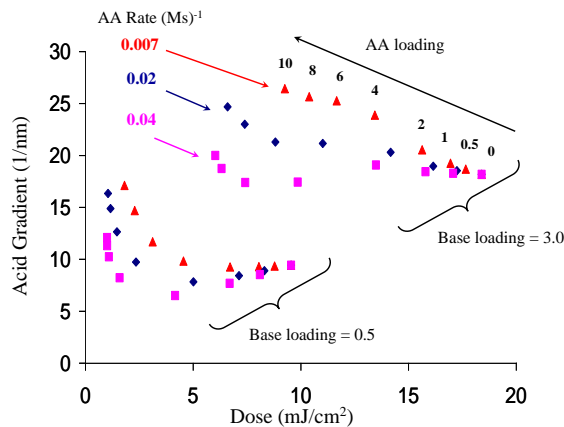 AA Rate (Ms)-1
0.007
0.02
0.04
AA loading
10 8 6 4 2 1 0.5 0
Base loading = 3.0
Base loading = 0.5
Acid Gradient (1/nm)
30
25
20
15
10
5
0
0 5 10 15 20
Dose (mJ/cm2)